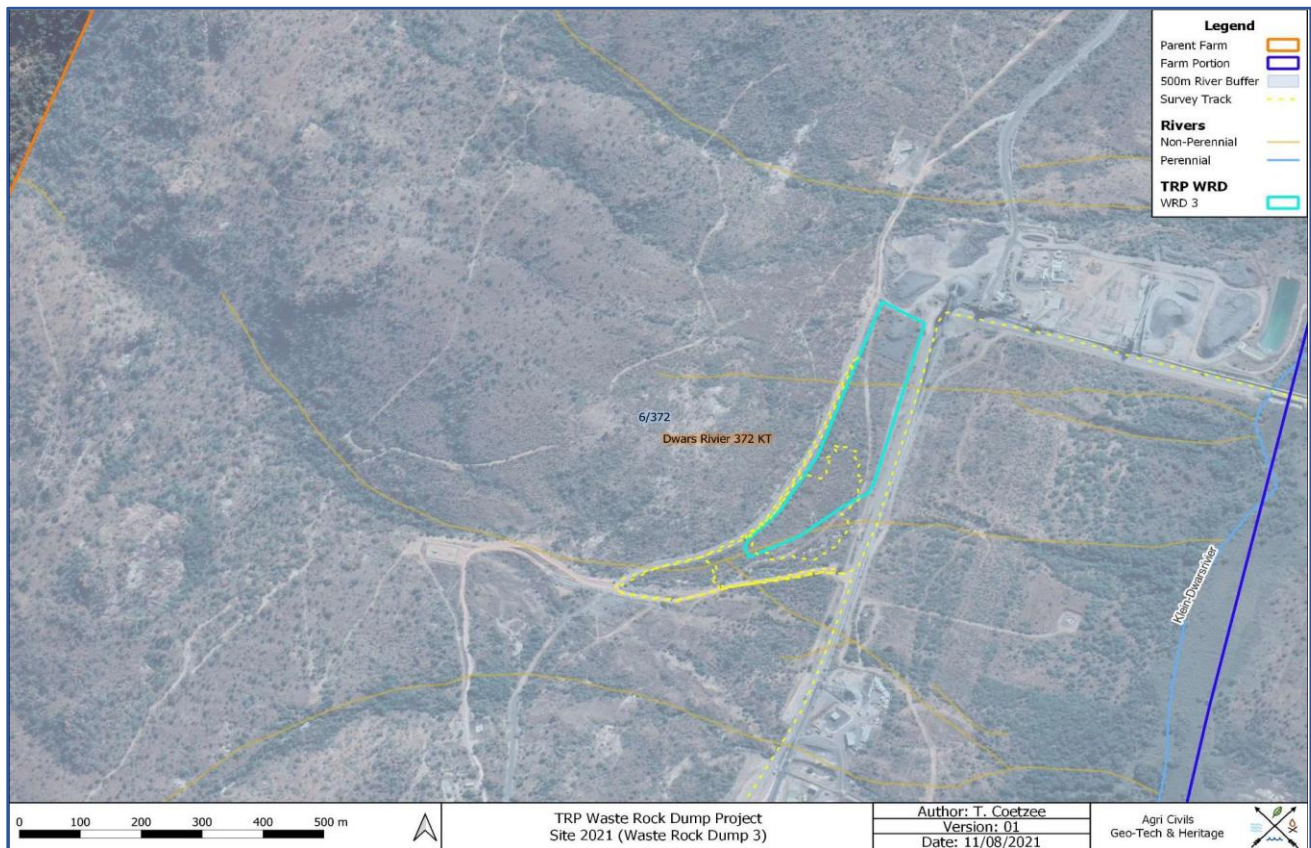 Legend
Parent Farm
Farm Portion
500m River Buffer
Survey Track
Rivers
Non-Perennial
Perennial
TRP WRD
WRD 3
6/372
Dwars Rivier 372 KT
Klein-Dwarsrivier
0 100 200 300 400 500 m
TRP Waste Rock Dump Project
Site 2021 (Waste Rock Dump 3)
Author: T. Coetzee
Version: 01
Date: 11/08/2021
Agri Civils
Geo-Tech & Heritage